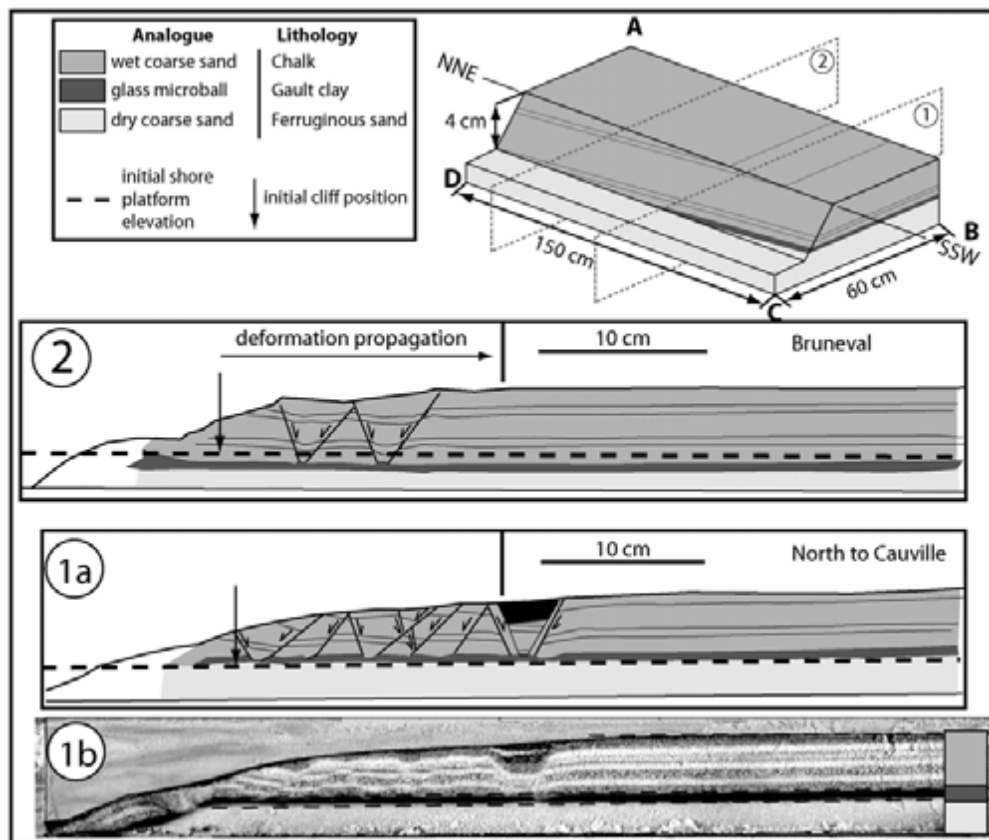 Analogue Lithology
wet coarse sand Chalk
glass microball Gault clay
dry coarse sand Ferruginous sand
initial shore
platform
elevation
initial cliff position
A
NNE
2
1
4 cm
D
B
SSW
150 cm
60 cm
C
2
deformation propagation
10 cm
Bruneval
1a
10 cm
North to Cauville
1b